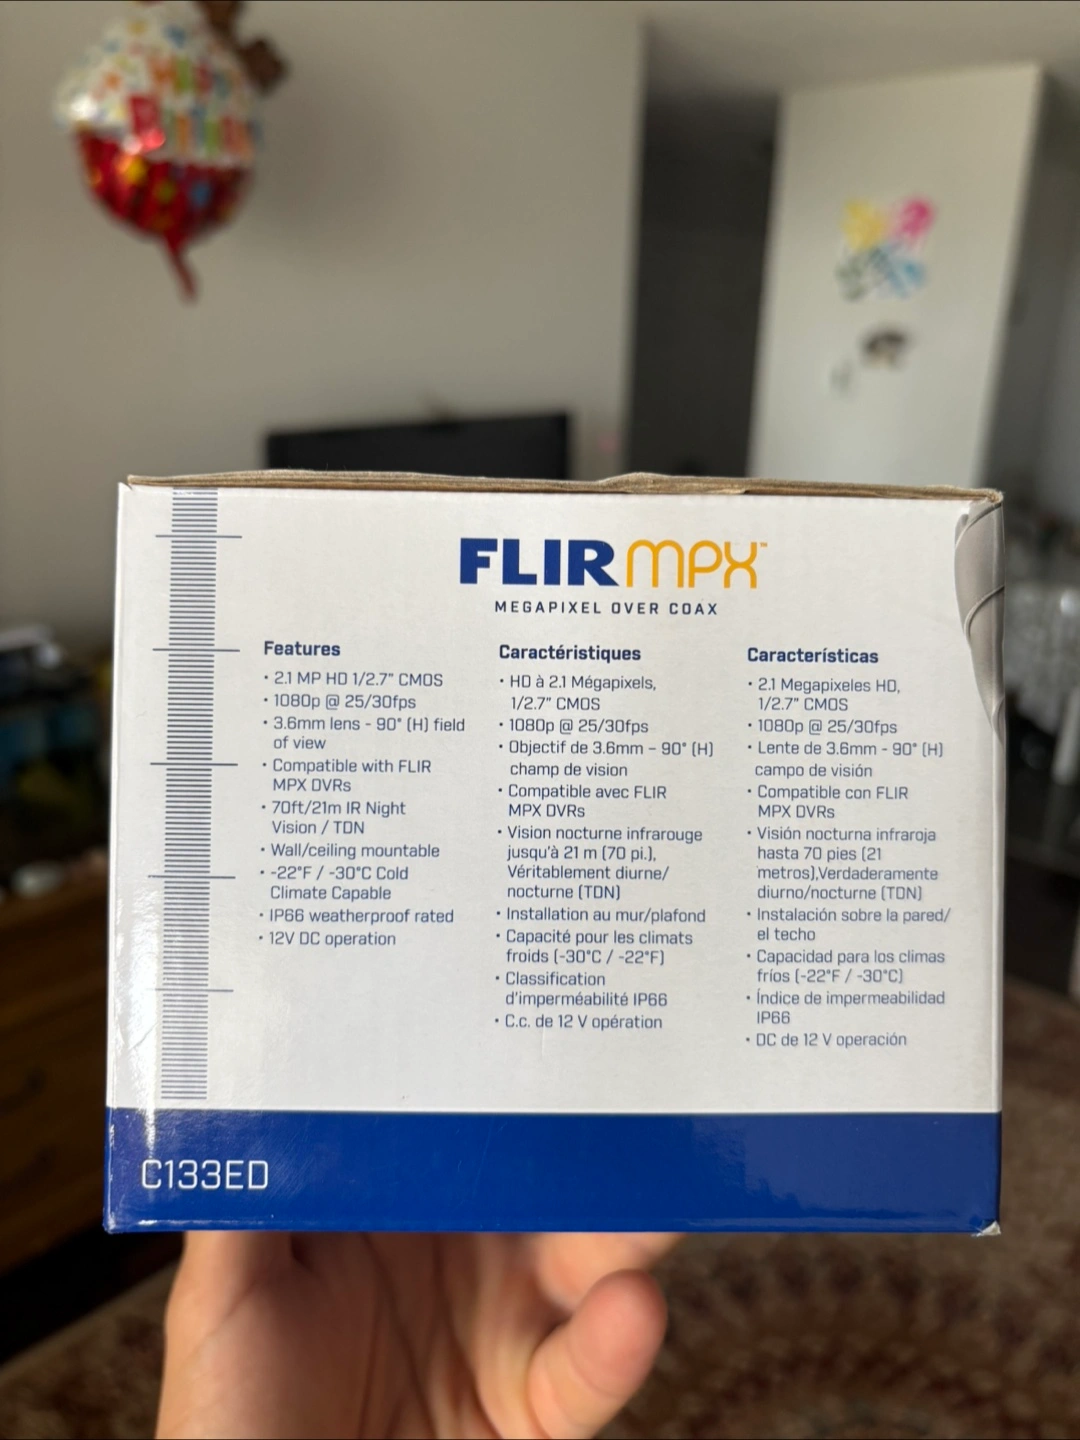 HAPPY
BIRTHDAY
FLIR MPX™
MEGAPIXEL OVER COAX
Features
• 2.1 MP HD 1/2.7" CMOS
• 1080p @ 25/30fps
• 3.6mm lens - 90° (H) field
of view
• Compatible with FLIR
MPX DVRs
• 70ft/21m IR Night
Vision / TDN
• Wall/ceiling mountable
• -22°F / -30°C Cold
Climate Capable
• IP66 weatherproof rated
• 12V DC operation
Caractéristiques
• HD à 2.1 Mégapixels,
1/2.7" CMOS
• 1080p @ 25/30fps
• Objectif de 3.6mm – 90° (H)
champ de vision
• Compatible avec FLIR
MPX DVRs
• Vision nocturne infrarouge
jusqu'à 21 m (70 pi.),
Véritablement diurne/
nocturne (TDN)
• Installation au mur/plafond
• Capacité pour les climats
froids (-30°C / -22°F)
• Classification
d'imperméabilité IP66
• C.c. de 12 V opération
Características
• 2.1 Megapixeles HD,
1/2.7" CMOS
• 1080p @ 25/30fps
• Lente de 3.6mm - 90° (H)
campo de visión
• Compatible con FLIR
MPX DVRs
• Visión nocturna infraroja
hasta 70 pies (21
metros),Verdaderamente
diurno/nocturne (TDN)
• Instalación sobre la pared/
el techo
• Capacidad para los climas
fríos (-22°F / -30°C)
• Índice de impermeabilidad
IP66
• DC de 12 V operación
C133ED